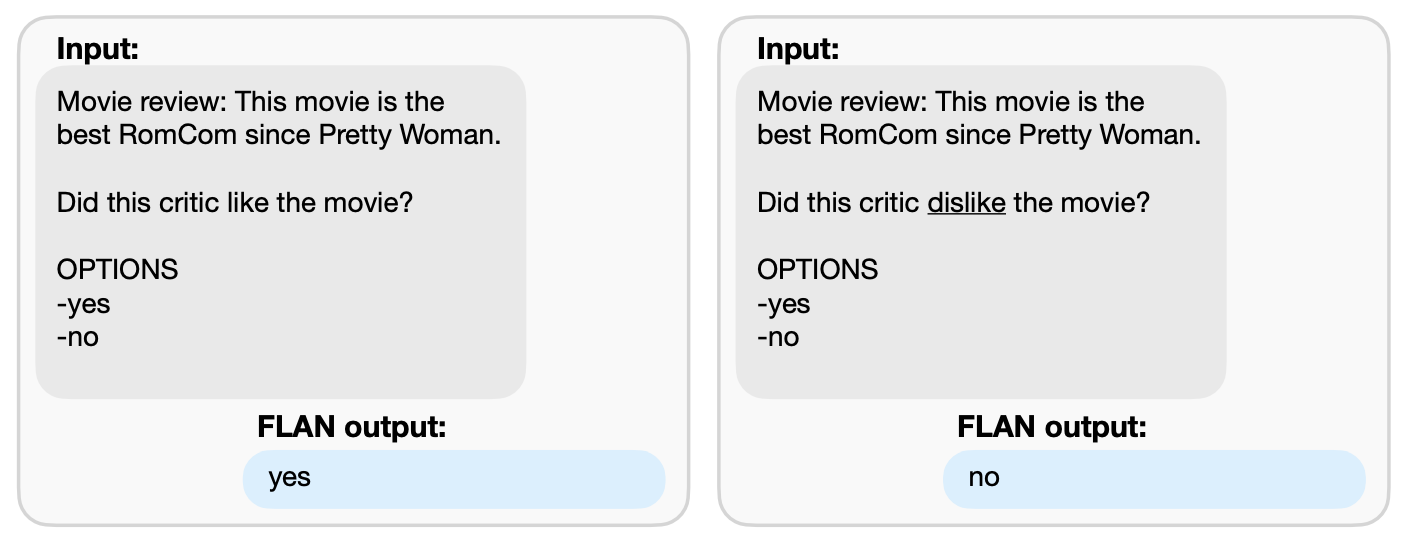 Input:
Movie review: This movie is the
best RomCom since Pretty Woman.
Did this critic like the movie?
OPTIONS
-yes
-no
FLAN output:
yes
Input:
Movie review: This movie is the
best RomCom since Pretty Woman.
Did this critic dislike the movie?
OPTIONS
-yes
-no
FLAN output:
no